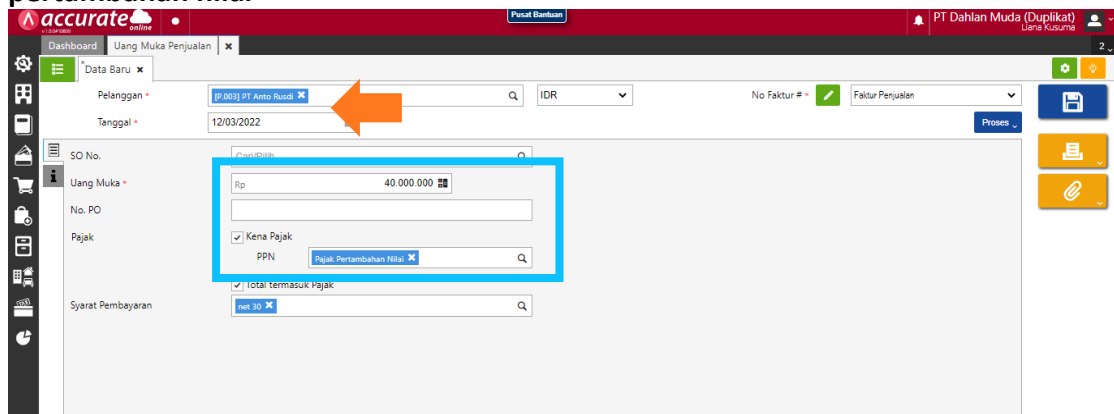 accurate online
Pusat Bantuan
PT Dahlan Muda (Duplikat)
Liana Kusuma
Dashboard Uang Muka Penjualan
2
Data Baru
Pelanggan * [P.003] PT Anto Rusdi IDR No Faktur # * Faktur Penjualan
Tanggal * 12/03/2022 Proses
SO No. Cari/Pilih
Uang Muka * Rp 40.000.000
No. PO
Pajak Kena Pajak
PPN Pajak Pertambahan Nilai
Total termasuk Pajak
Syarat Pembayaran net 30